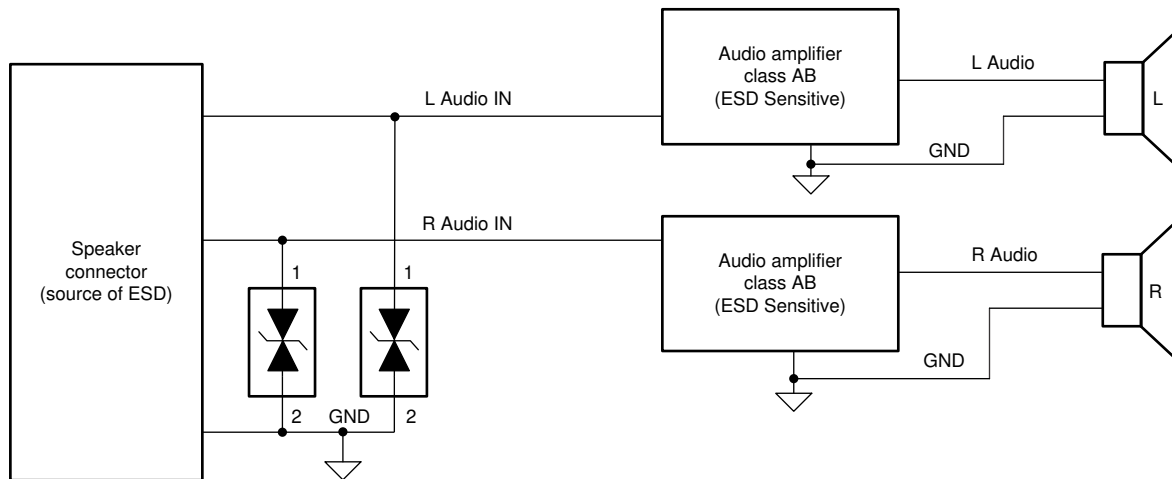 Audio amplifier
class AB
(ESD Sensitive)
L Audio
L Audio IN
L
GND
R Audio IN
Audio amplifier
class AB
(ESD Sensitive)
R Audio
R
GND
Speaker
connector
(source of ESD)
1
1
2
GND
2